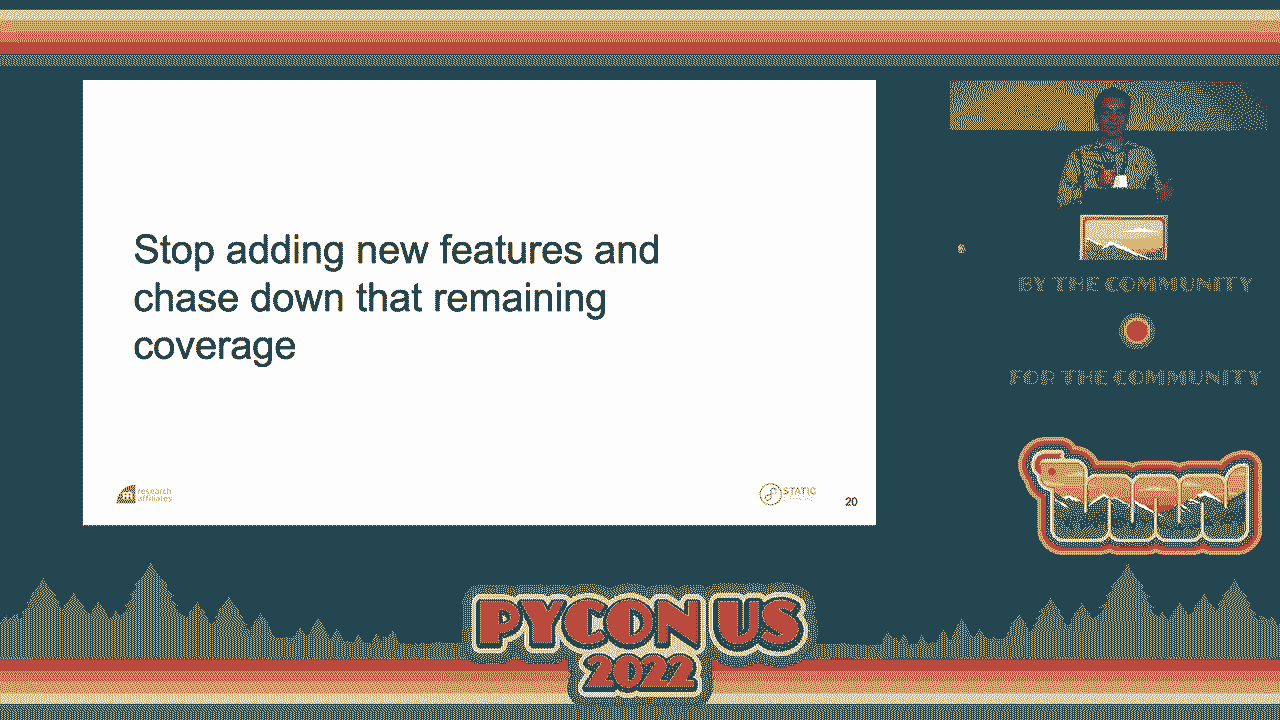 Stop adding new features and
chase down that remaining
coverage
research
affiliates
STATIC
20
BY THE COMMUNITY
FOR THE COMMUNITY
PYCON US
2022